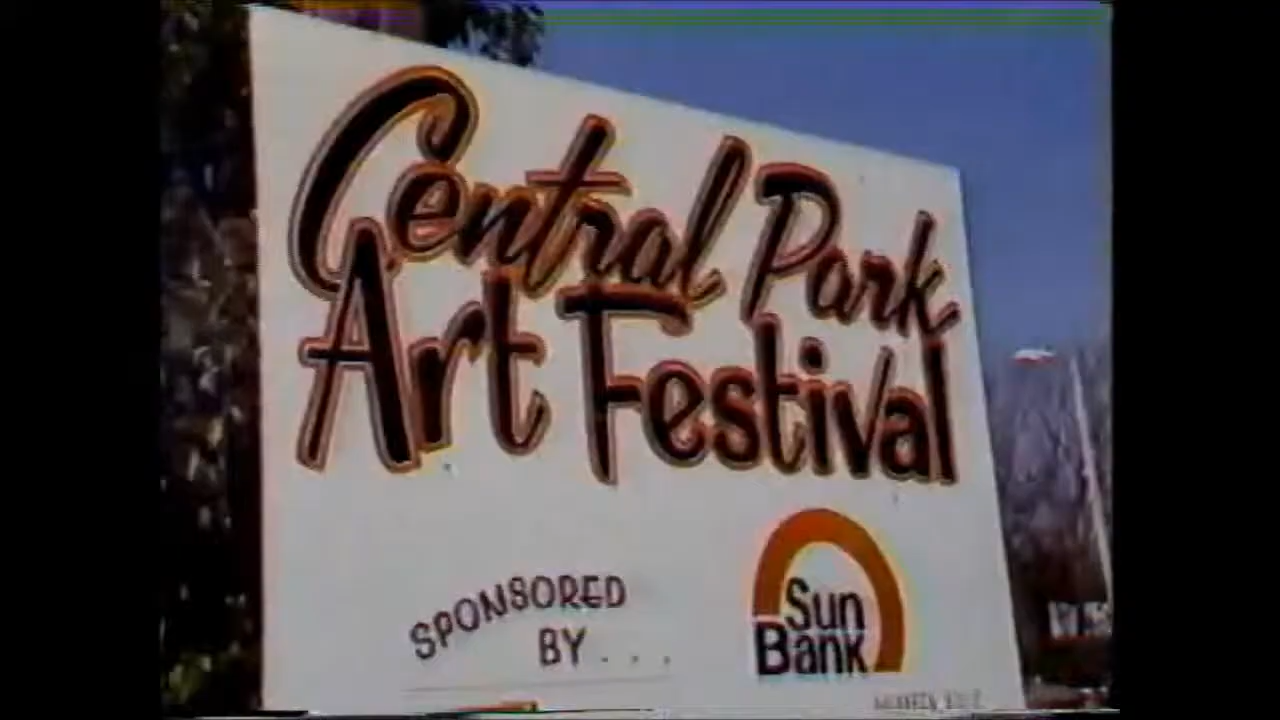 Central Park
Art Festival
SPONSORED
BY...
Sun
Bank